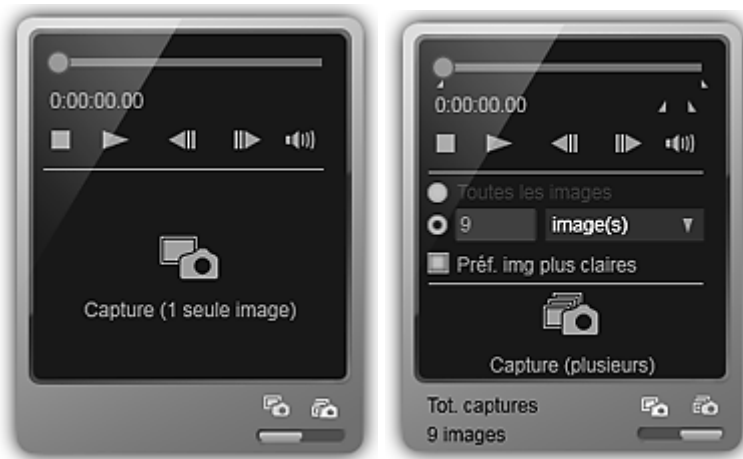 0:00:00.00
Capture (1 seule image)
0:00:00.00
Toutes les images
9 image(s)
Préf. img plus claires
Capture (plusieurs)
Tot. captures
9 images